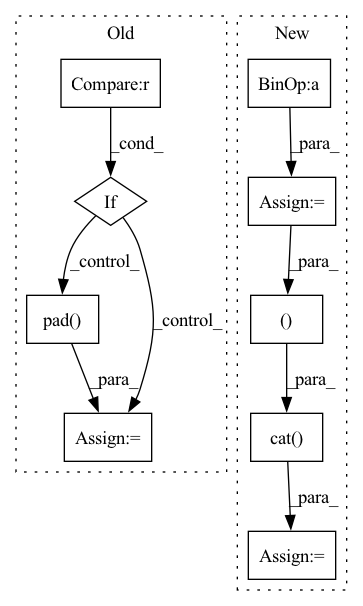 Old
New
Compare:r
BinOp:a
_cond_
_para_
If
Assign:=
_control_
_para_
pad()
_control_
()
_para_
_para_
Assign:=
cat()
_para_
Assign:=